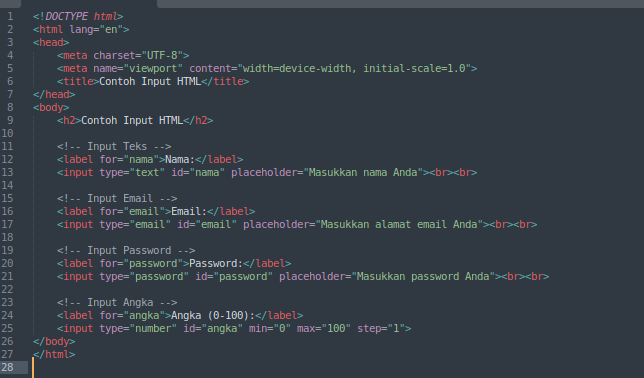 1 <!DOCTYPE html>
2 <html lang="en">
3 <head>
4     <meta charset="UTF-8">
5     <meta name="viewport" content="width=device-width, initial-scale=1.0">
6     <title>Contoh Input HTML</title>
7 </head>
8 <body>
9     <h2>Contoh Input HTML</h2>
10
11     <!-- Input Teks -->
12     <label for="nama">Nama:</label>
13     <input type="text" id="nama" placeholder="Masukkan nama Anda"><br><br>
14
15     <!-- Input Email -->
16     <label for="email">Email:</label>
17     <input type="email" id="email" placeholder="Masukkan alamat email Anda"><br><br>
18
19     <!-- Input Password -->
20     <label for="password">Password:</label>
21     <input type="password" id="password" placeholder="Masukkan password Anda"><br><br>
22
23     <!-- Input Angka -->
24     <label for="angka">Angka (0-100):</label>
25     <input type="number" id="angka" min="0" max="100" step="1">
26 </body>
27 </html>
28